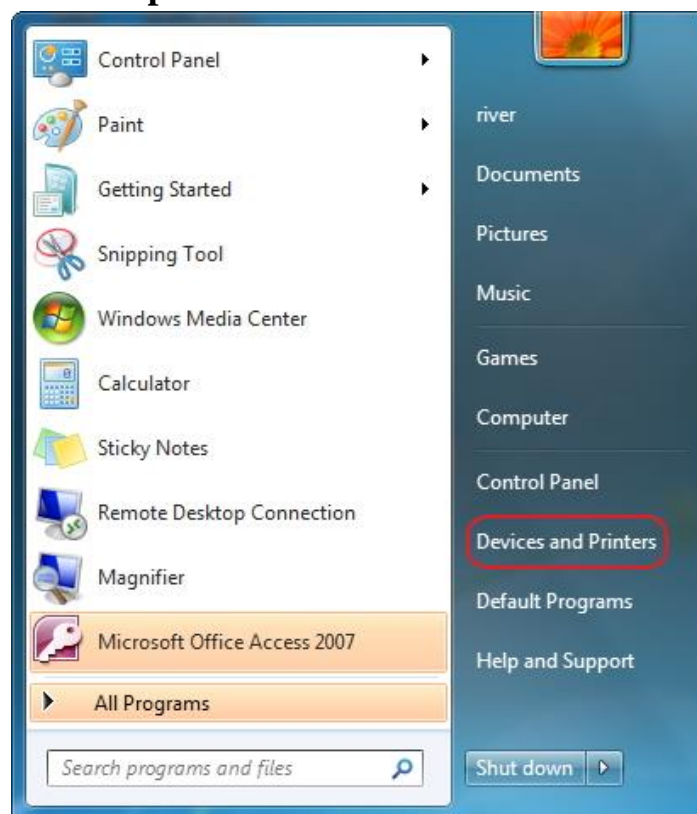 Control Panel
Paint
Getting Started
Snipping Tool
Windows Media Center
Calculator
Sticky Notes
Remote Desktop Connection
Magnifier
Microsoft Office Access 2007
All Programs
Search programs and files
river
Documents
Pictures
Music
Games
Computer
Control Panel
Devices and Printers
Default Programs
Help and Support
Shut down